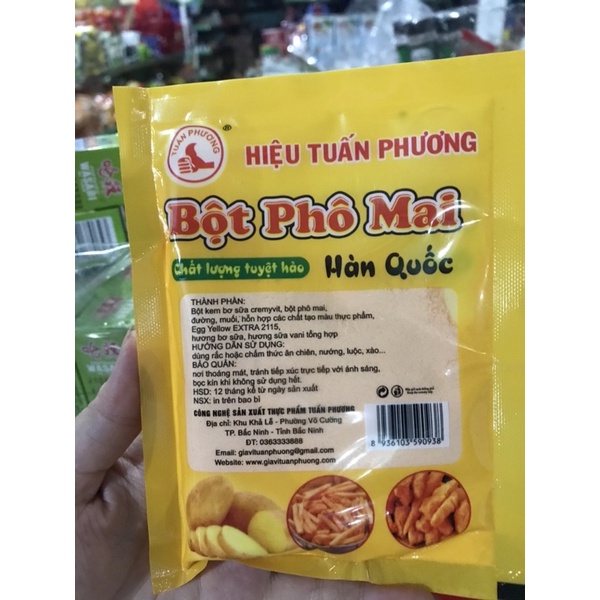 TUẤN PHƯƠNG
®
HIỆU TUẤN PHƯƠNG
Bột Phô Mai
Chất lượng tuyệt hảo
Hàn Quốc
THÀNH PHẦN:
Bột kem bơ sữa cremyvit, bột phô mai,
đường, muối, hỗn hợp các chất tạo màu thực phẩm,
Egg Yellow EXTRA 2115,
hương bơ sữa, hương sữa vani tổng hợp
HƯỚNG DẪN SỬ DỤNG:
dùng rắc hoặc chấm thức ăn chiên, nướng, luộc, xào...
BẢO QUẢN:
nơi thoáng mát, tránh tiếp xúc trực tiếp với ánh sáng,
bọc kín khi không sử dụng hết.
HSD: 12 tháng kể từ ngày sản xuất
NSX: in trên bao bì
CÔNG NGHỆ SẢN XUẤT THỰC PHẨM TUẤN PHƯƠNG
Địa chỉ: Khu Khả Lễ - Phường Võ Cường
TP. Bắc Ninh - Tỉnh Bắc Ninh
ĐT: 0363333688
Email: giavituanphuong@gmail.com
Website: www.giavituanphuong.com
8 936103 590938
WASABI